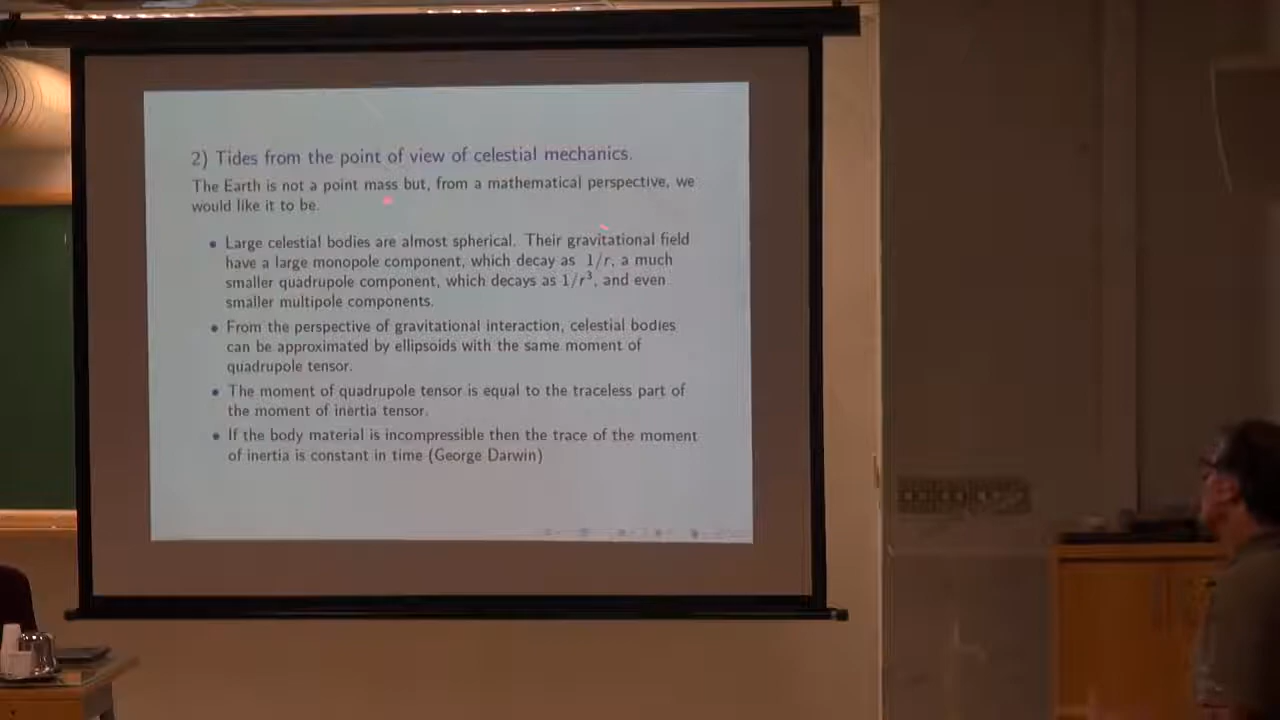 2) Tides from the point of view of celestial mechanics.
The Earth is not a point mass but, from a mathematical perspective, we
would like it to be.
• Large celestial bodies are almost spherical. Their gravitational field
have a large monopole component, which decay as 1/r, a much
smaller quadrupole component, which decays as 1/r³, and even
smaller multipole components.
• From the perspective of gravitational interaction, celestial bodies
can be approximated by ellipsoids with the same moment of
quadrupole tensor.
• The moment of quadrupole tensor is equal to the traceless part of
the moment of inertia tensor.
• If the body material is incompressible then the trace of the moment
of inertia is constant in time (George Darwin)